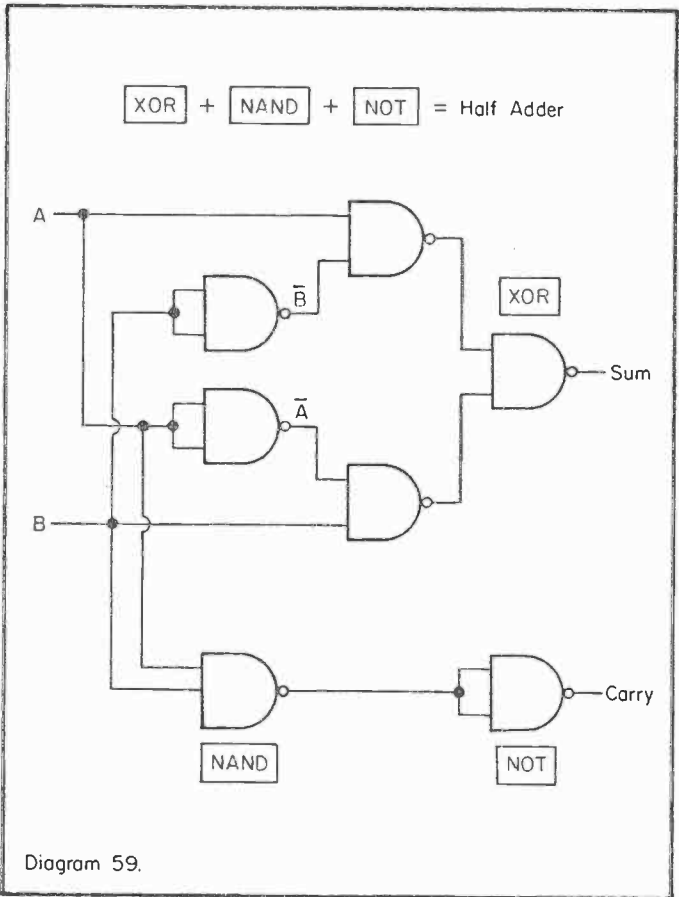 XOR + NAND + NOT = Half Adder
A
B̅
XOR
Sum
A̅
B
Carry
NAND
NOT
Diagram 59.